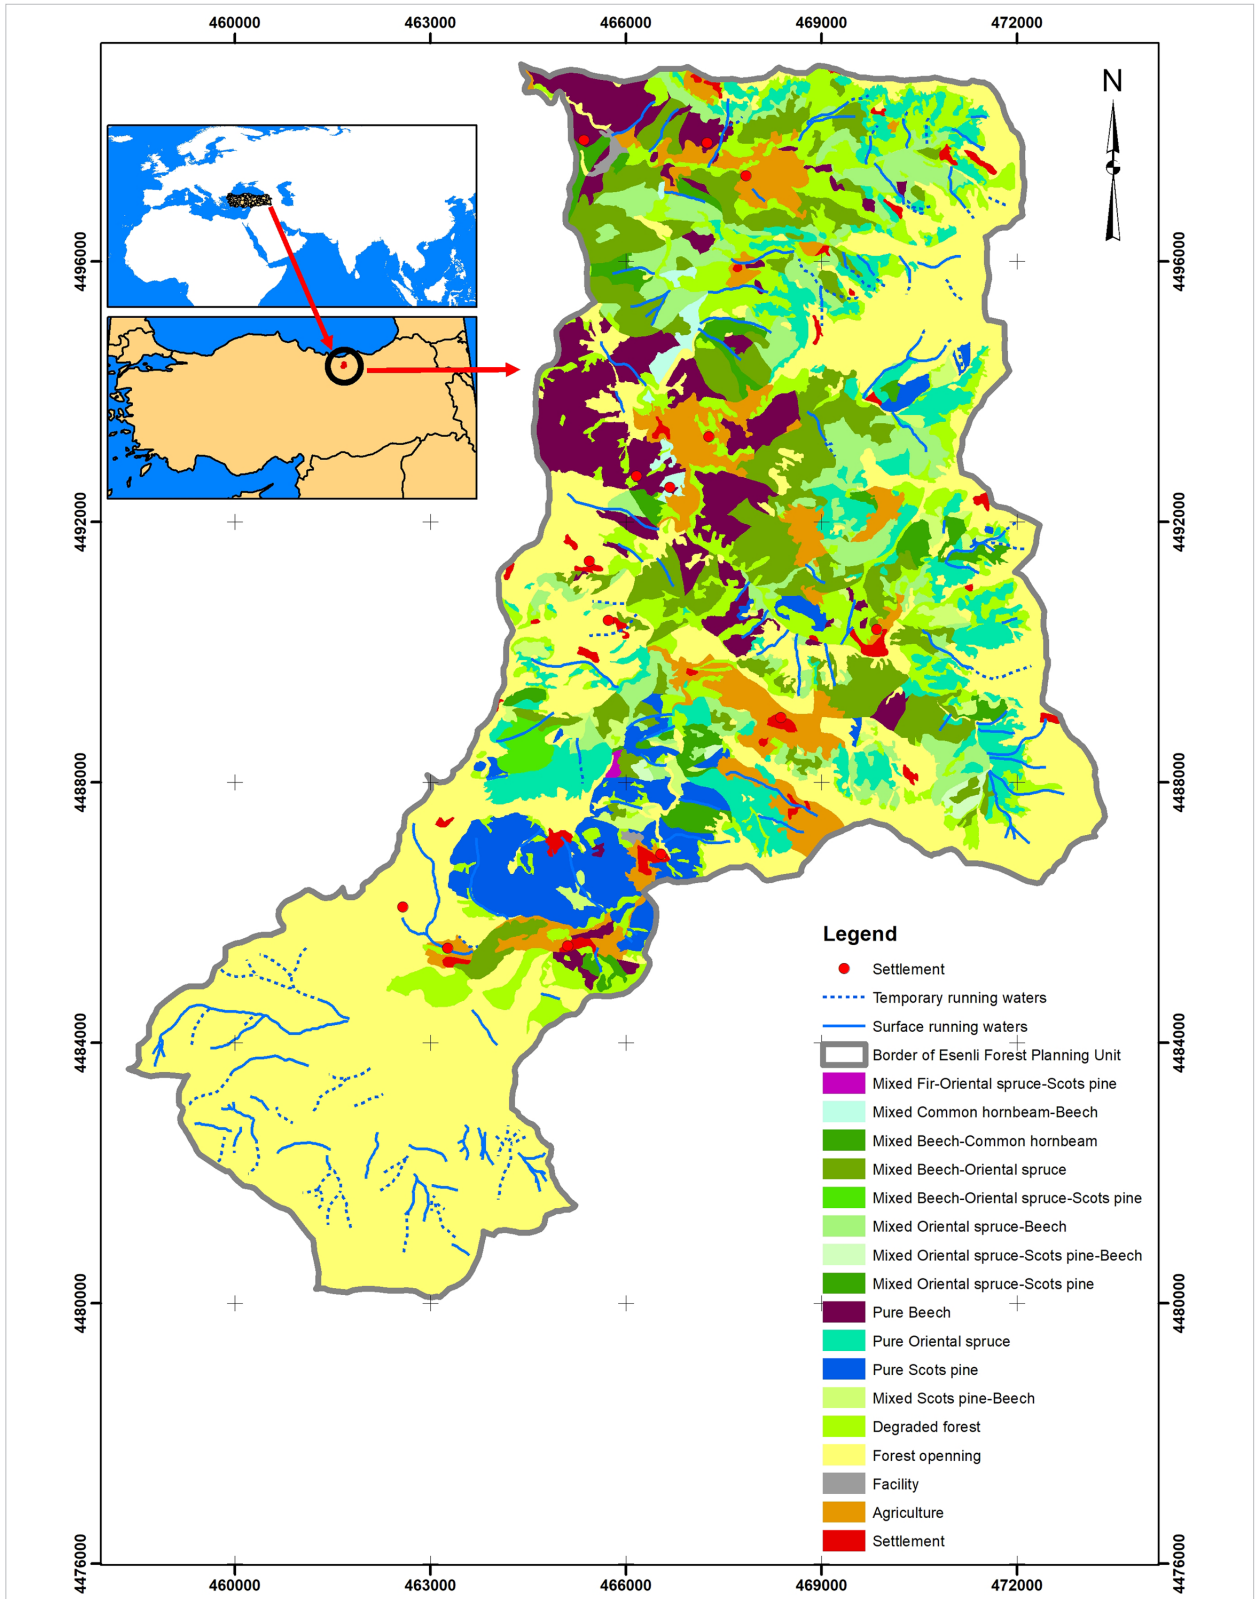 460000 463000 466000 469000 472000
N
4496000 4496000
4492000 4492000
4488000 4488000
4484000 4484000
4480000 4480000
4476000 4476000
Legend
Settlement
Temporary running waters
Surface running waters
Border of Esenli Forest Planning Unit
Mixed Fir-Oriental spruce-Scots pine
Mixed Common hornbeam-Beech
Mixed Beech-Common hornbeam
Mixed Beech-Oriental spruce
Mixed Beech-Oriental spruce-Scots pine
Mixed Oriental spruce-Beech
Mixed Oriental spruce-Scots pine-Beech
Mixed Oriental spruce-Scots pine
Pure Beech
Pure Oriental spruce
Pure Scots pine
Mixed Scots pine-Beech
Degraded forest
Forest openning
Facility
Agriculture
Settlement
460000 463000 466000 469000 472000